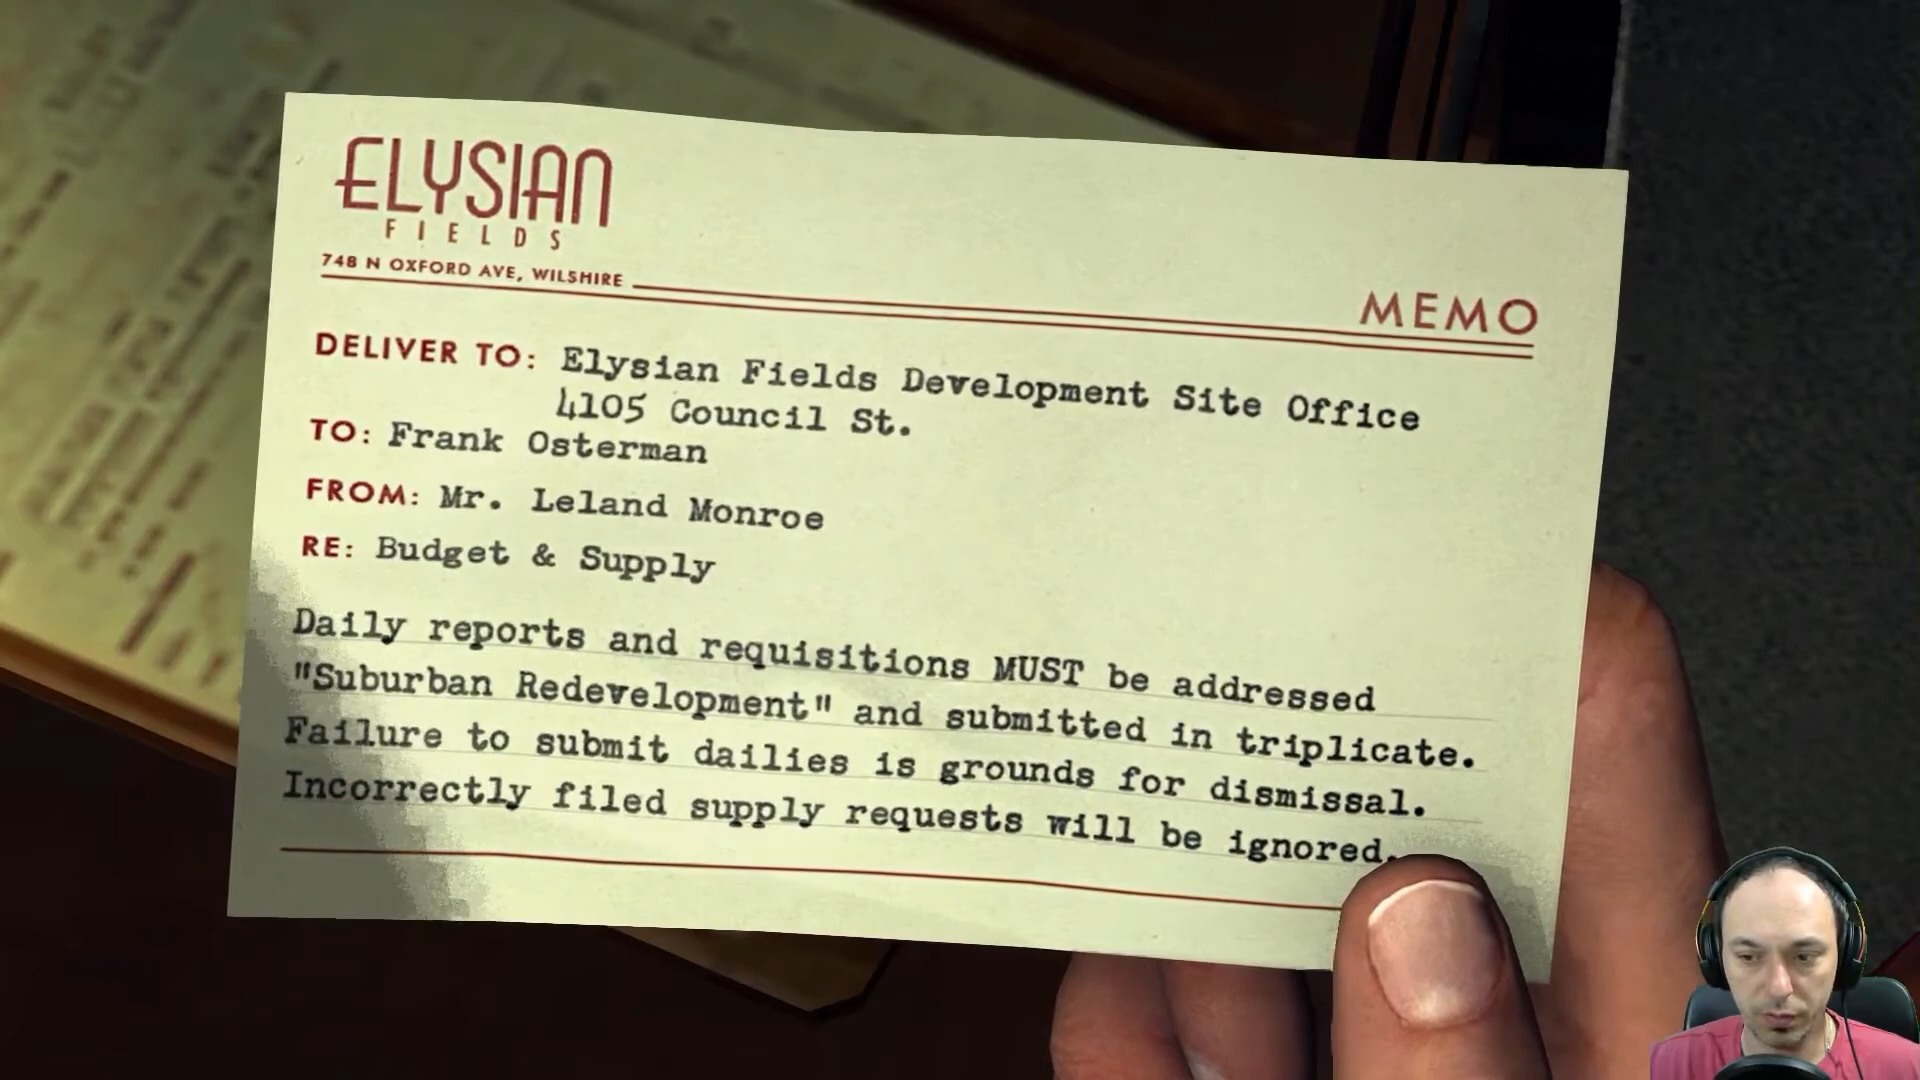 ELYSIAN
FIELDS
748 N OXFORD AVE, WILSHIRE
MEMO
DELIVER TO: Elysian Fields Development Site Office
4105 Council St.
TO: Frank Osterman
FROM: Mr. Leland Monroe
RE: Budget & Supply
Daily reports and requisitions MUST be addressed
"Suburban Redevelopment" and submitted in triplicate.
Failure to submit dailies is grounds for dismissal.
Incorrectly filed supply requests will be ignored.